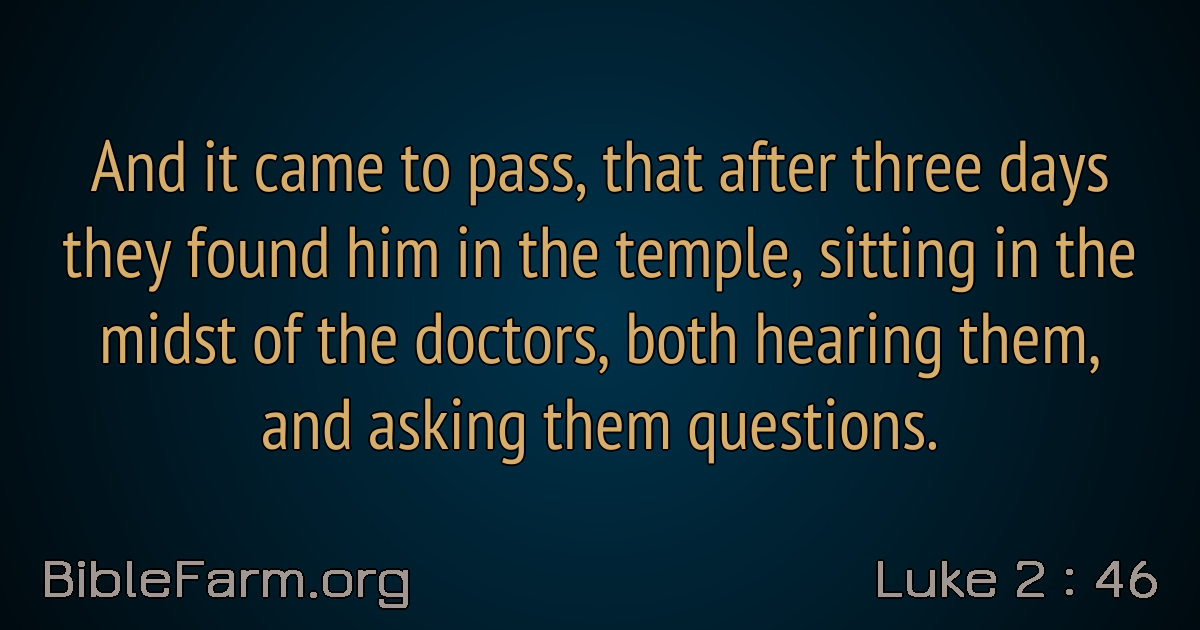 And it came to pass, that after three days
they found him in the temple, sitting in the
midst of the doctors, both hearing them,
and asking them questions.
BibleFarm.org
Luke 2 : 46